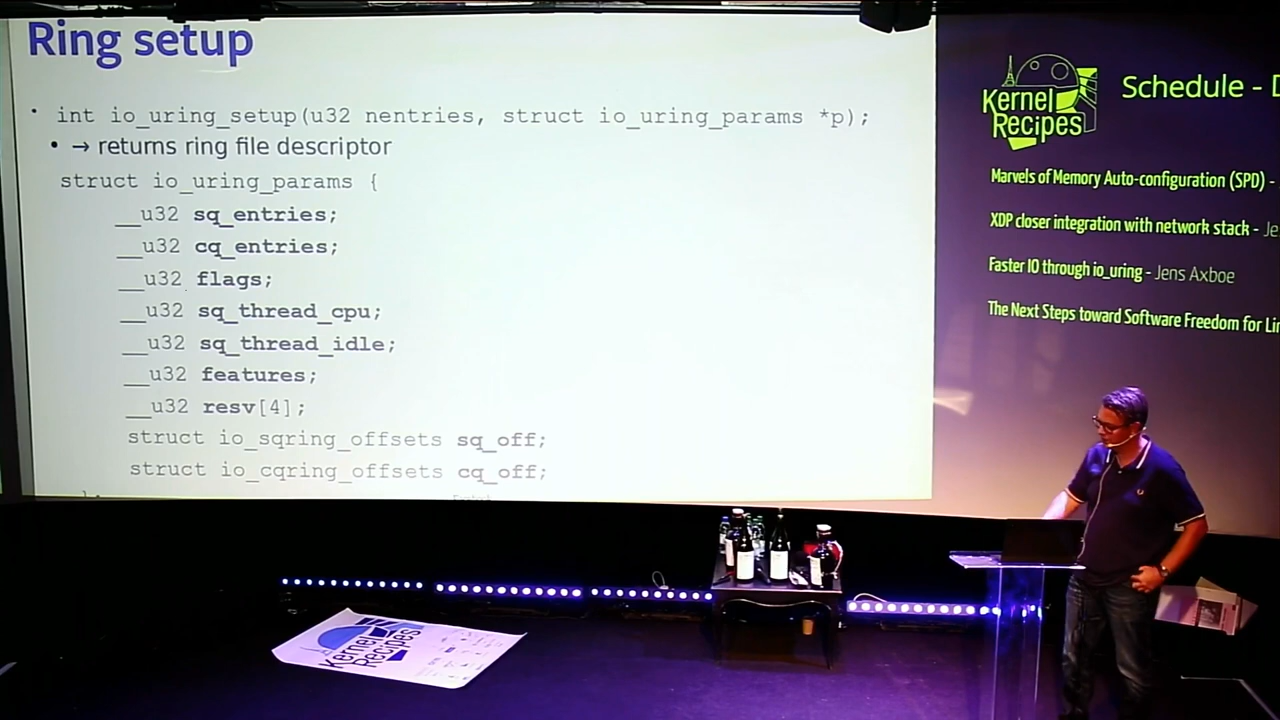 Ring setup
• int io_uring_setup(u32 nentries, struct io_uring_params *p);
• → returns ring file descriptor
struct io_uring_params {
__u32 sq_entries;
__u32 cq_entries;
__u32 flags;
__u32 sq_thread_cpu;
__u32 sq_thread_idle;
__u32 features;
__u32 resv[4];
struct io_sqring_offsets sq_off;
struct io_cqring_offsets cq_off;
};
Kernel
Recipes
Schedule - D
Marvels of Memory Auto-configuration (SPD) -
XDP closer integration with network stack - Je
Faster IO through io_uring - Jens Axboe
The Next Steps toward Software Freedom for Li
Kernel
Recipes